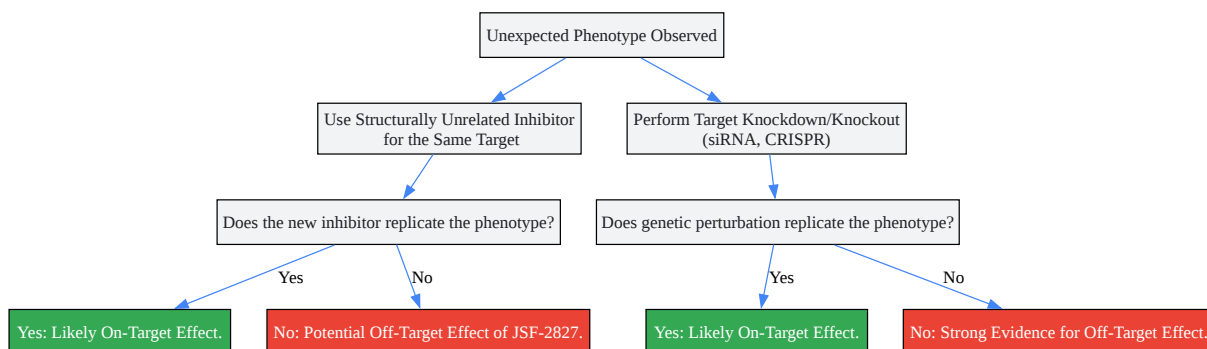 Unexpected Phenotype Observed
Use Structurally Unrelated Inhibitor
for the Same Target
Perform Target Knockdown/Knockout
(siRNA, CRISPR)
Does the new inhibitor replicate the phenotype?
Does genetic perturbation replicate the phenotype?
Yes
No
Yes
No
Yes: Likely On-Target Effect.
No: Potential Off-Target Effect of JSF-2827.
Yes: Likely On-Target Effect.
No: Strong Evidence for Off-Target Effect.